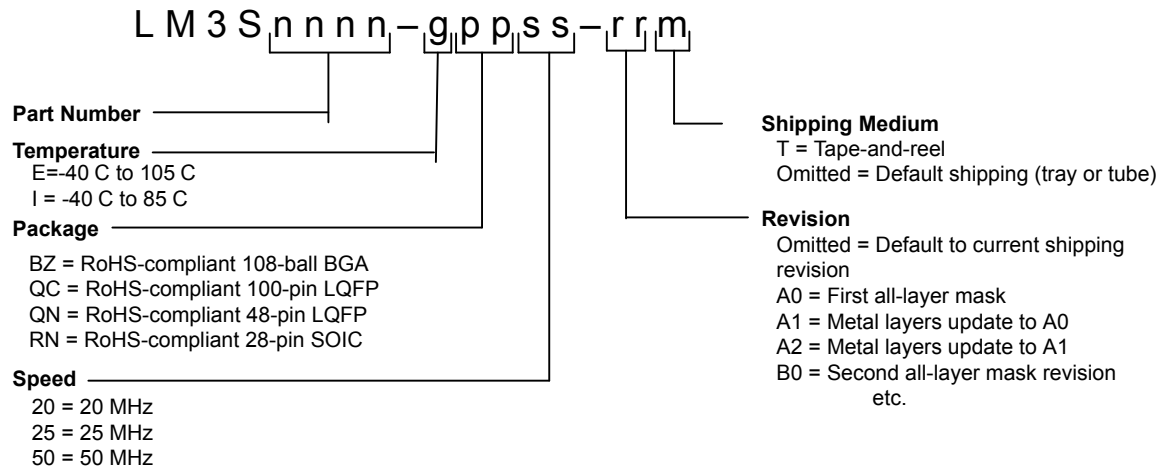 LM3Snnnn–gppss–rrm
Part Number
Temperature
E=-40 C to 105 C
I = -40 C to 85 C
Package
BZ = RoHS-compliant 108-ball BGA
QC = RoHS-compliant 100-pin LQFP
QN = RoHS-compliant 48-pin LQFP
RN = RoHS-compliant 28-pin SOIC
Speed
20 = 20 MHz
25 = 25 MHz
50 = 50 MHz
Shipping Medium
T = Tape-and-reel
Omitted = Default shipping (tray or tube)
Revision
Omitted = Default to current shipping
revision
A0 = First all-layer mask
A1 = Metal layers update to A0
A2 = Metal layers update to A1
B0 = Second all-layer mask revision
etc.